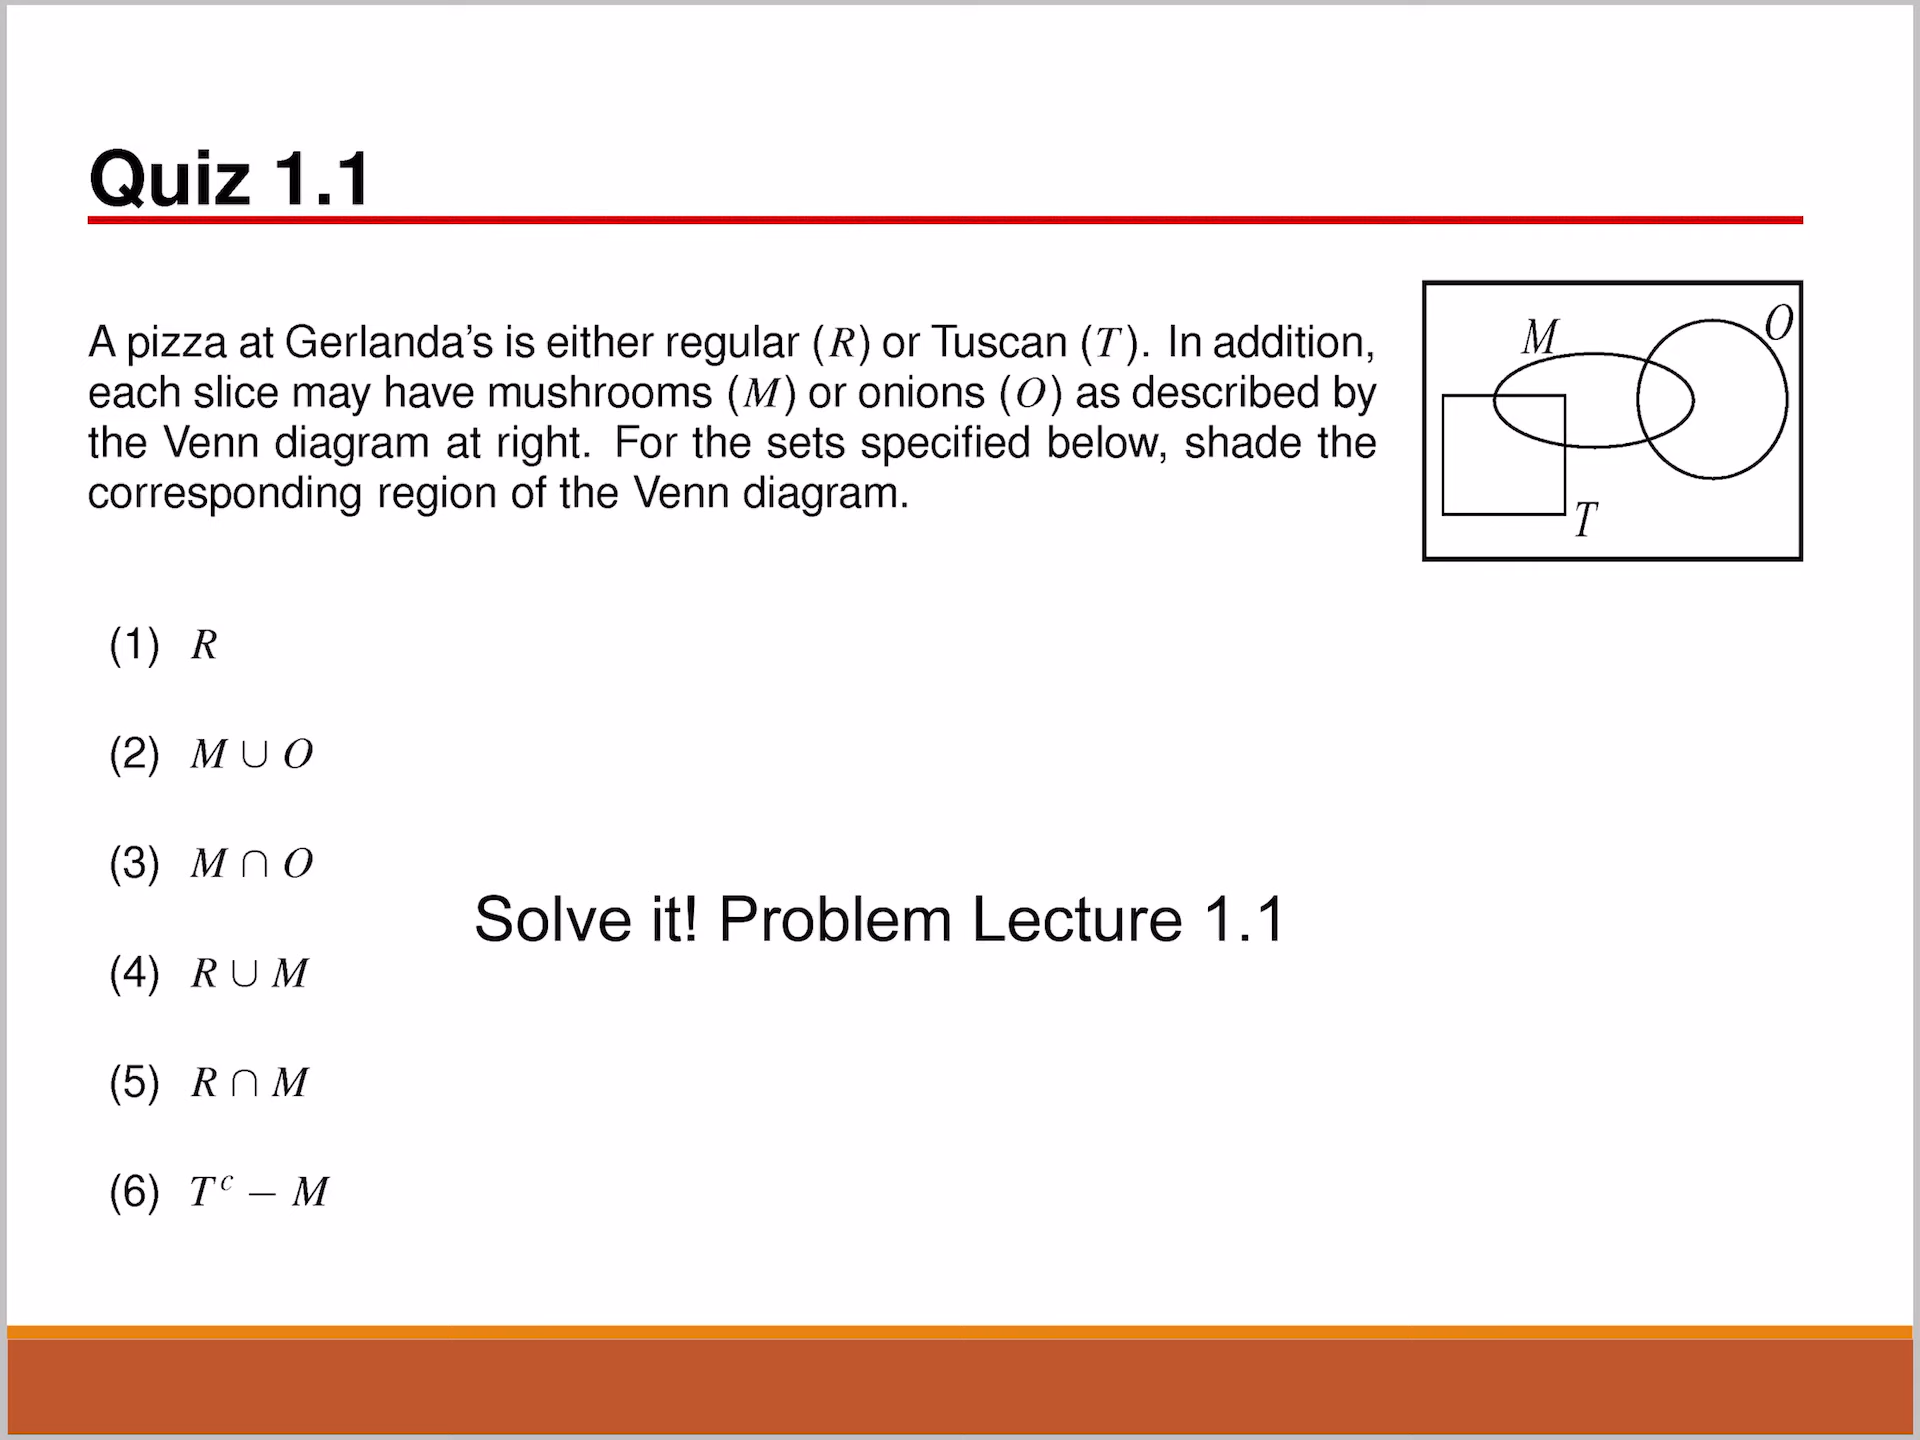 Quiz 1.1
A pizza at Gerlanda’s is either regular (R) or Tuscan (T). In addition,
each slice may have mushrooms (M) or onions (O) as described by
the Venn diagram at right. For the sets specified below, shade the
corresponding region of the Venn diagram.
M
O
T
(1) R
(2) M ∪ O
(3) M ∩ O
Solve it! Problem Lecture 1.1
(4) R ∪ M
(5) R ∩ M
(6) Tᶜ − M